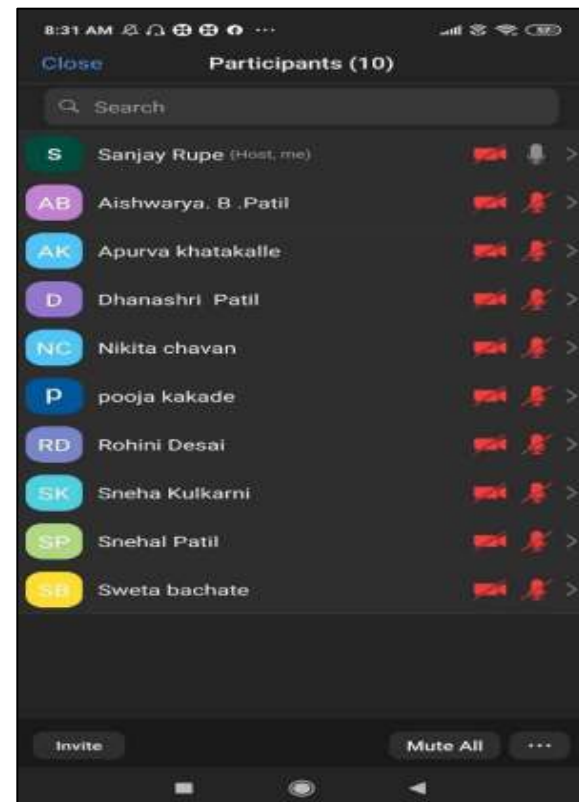 8:31 AM
Close Participants (10)
Search
S Sanjay Rupe (Host, me)
AB Aishwarya. B .Patil
AK Apurva khatakalle
D Dhanashri Patil
NC Nikita chavan
P pooja kakade
RD Rohini Desai
SK Sneha Kulkarni
SP Snehal Patil
SB Sweta bachate
Invite Mute All ...